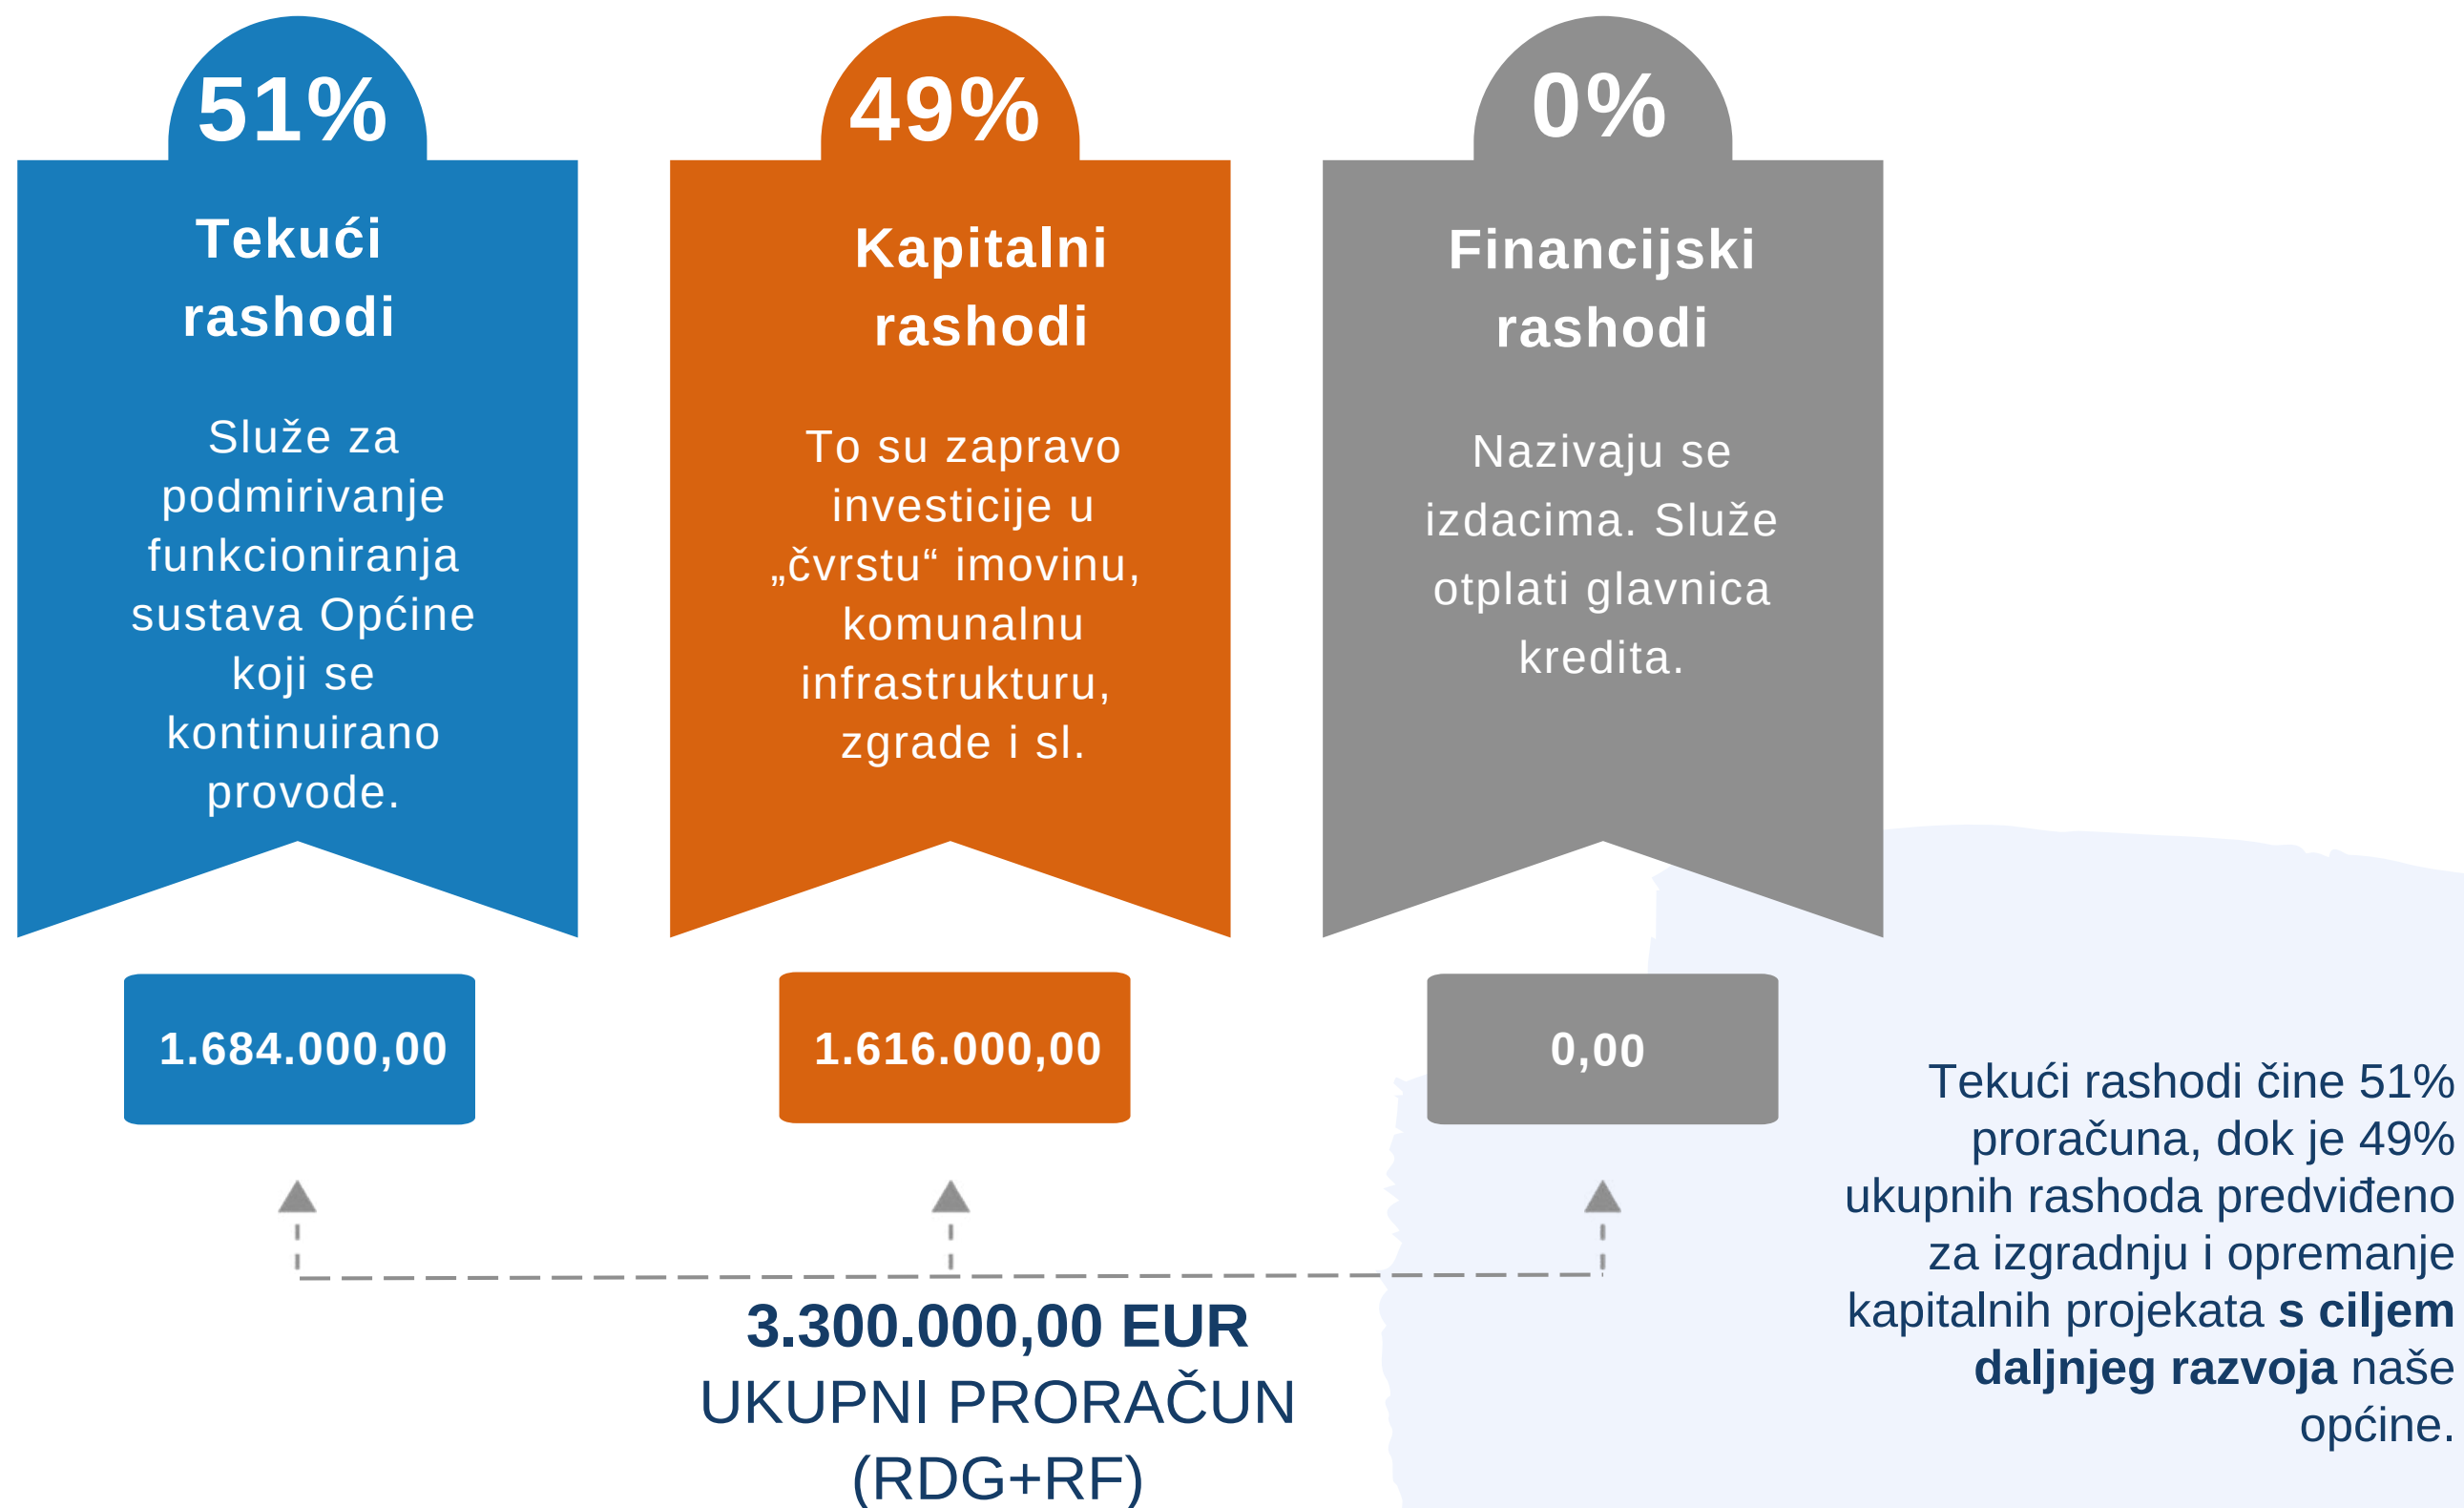 51%
Tekući
rashodi
Služe za
podmirivanje
funkcioniranja
sustava Općine
koji se
kontinuirano
provode.
1.684.000,00
49%
Kapitalni
rashodi
To su zapravo
investicije u
„čvrstu“ imovinu,
komunalnu
infrastrukturu,
zgrade i sl.
1.616.000,00
0%
Financijski
rashodi
Nazivaju se
izdacima. Služe
otplati glavnica
kredita.
0,00
3.300.000,00 EUR
UKUPNI PRORAČUN
(RDG+RF)
Tekući rashodi čine 51%
proračuna, dok je 49%
ukupnih rashoda predviđeno
za izgradnju i opremanje
kapitalnih projekata s ciljem
daljnjeg razvoja naše
općine.